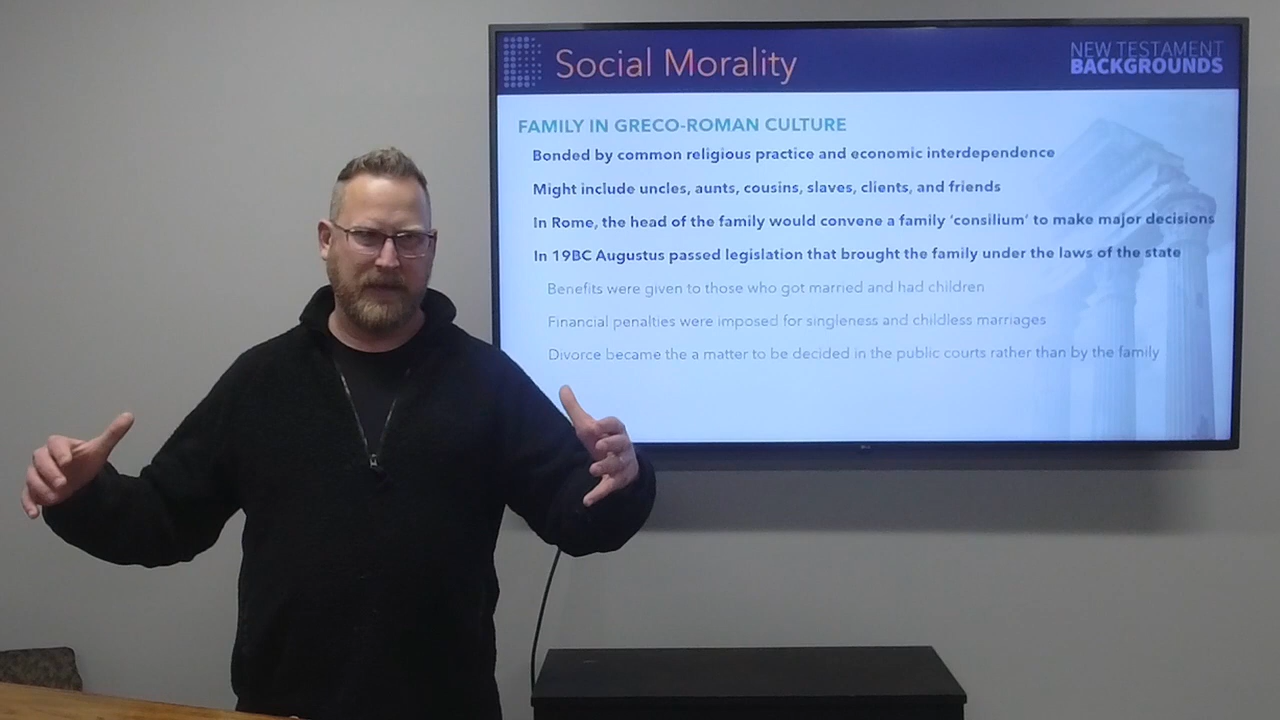 Social Morality
NEW TESTAMENT
BACKGROUNDS
FAMILY IN GRECO-ROMAN CULTURE
Bonded by common religious practice and economic interdependence
Might include uncles, aunts, cousins, slaves, clients, and friends
In Rome, the head of the family would convene a family ‘consilium’ to make major decisions
In 19BC Augustus passed legislation that brought the family under the laws of the state
Benefits were given to those who got married and had children
Financial penalties were imposed for singleness and childless marriages
Divorce became the a matter to be decided in the public courts rather than by the family